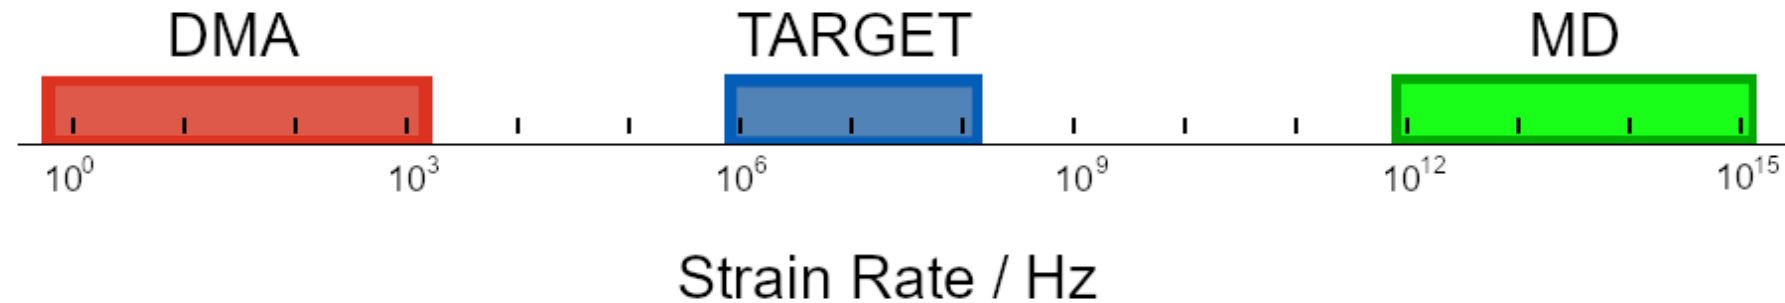 DMA TARGET MD
10⁰ 10³ 10⁶ 10⁹ 10¹² 10¹⁵
Strain Rate / Hz